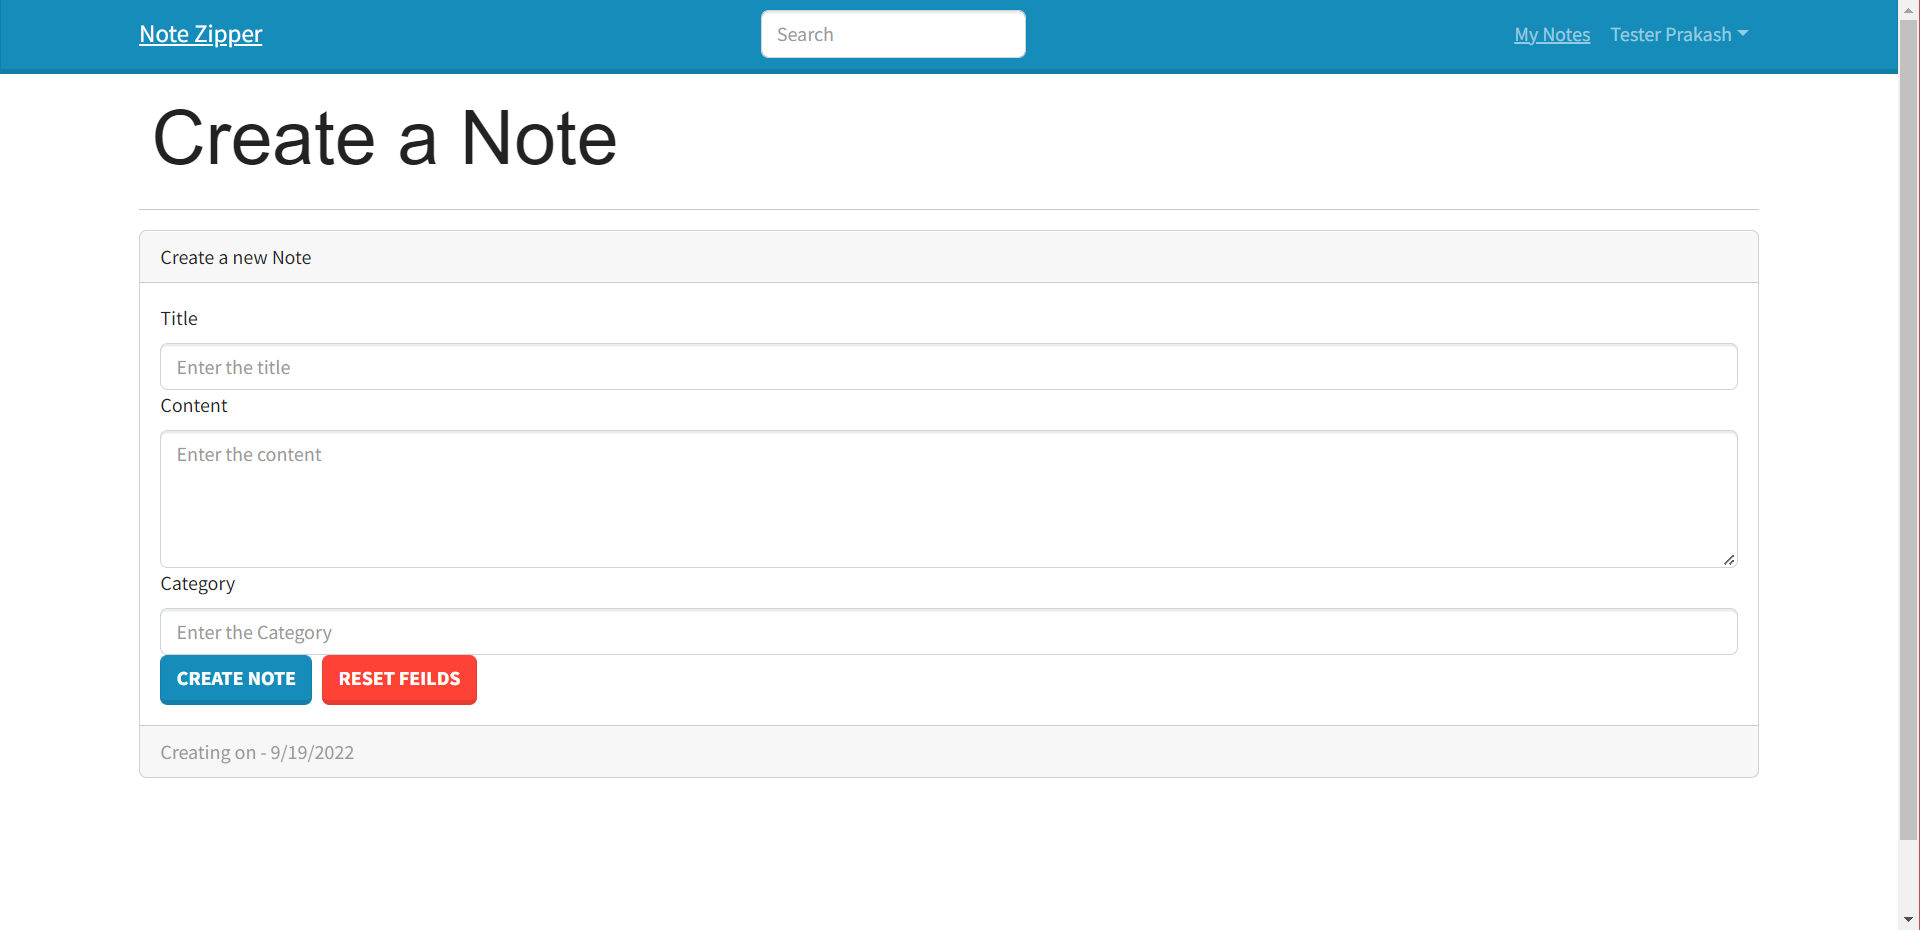 Note Zipper
Search
My Notes
Tester Prakash
Create a Note
Create a new Note
Title
Enter the title
Content
Enter the content
Category
Enter the Category
CREATE NOTE
RESET FEILDS
Creating on - 9/19/2022